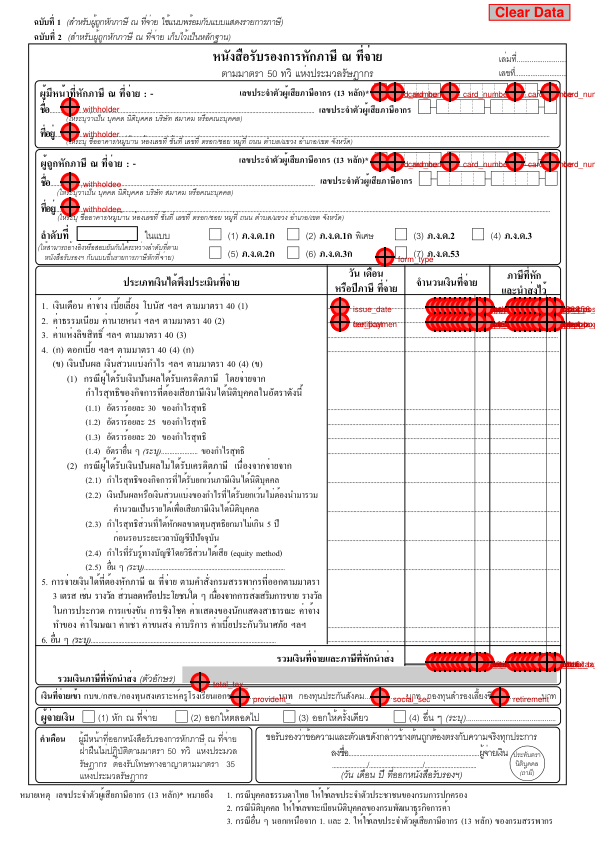 Clear Data
ฉบับที่ 1 (สำหรับผู้ถูกหักภาษี ณ ที่จ่าย ใช้แนบพร้อมกับแบบแสดงรายการภาษี)
ฉบับที่ 2 (สำหรับผู้ถูกหักภาษี ณ ที่จ่าย เก็บไว้เป็นหลักฐาน)
หนังสือรับรองการหักภาษี ณ ที่จ่าย
เล่มที่
ตามมาตรา 50 ทวิ แห่งประมวลรัษฎากร
เลขที่
ผู้มีหน้าที่หักภาษี ณ ที่จ่าย : -
เลขประจำตัวผู้เสียภาษีอากร (13 หลัก)*
ชื่อ withholder
เลขประจำตัวผู้เสียภาษีอากร
(ให้ระบุว่าเป็น บุคคล นิติบุคคล บริษัท สมาคม หรือคณะบุคคล)
ที่อยู่ withholder
(ให้ระบุ ชื่ออาคาร/หมู่บ้าน ห้องเลขที่ ชั้นที่ เลขที่ ตรอก/ซอย หมู่ที่ ถนน ตำบล/แขวง อำเภอ/เขต จังหวัด)
ผู้ถูกหักภาษี ณ ที่จ่าย : -
เลขประจำตัวผู้เสียภาษีอากร (13 หลัก)*
ชื่อ withholdee
เลขประจำตัวผู้เสียภาษีอากร
(ให้ระบุว่าเป็น บุคคล นิติบุคคล บริษัท สมาคม หรือคณะบุคคล)
ที่อยู่ withholdee
(ให้ระบุ ชื่ออาคาร/หมู่บ้าน ห้องเลขที่ ชั้นที่ เลขที่ ตรอก/ซอย หมู่ที่ ถนน ตำบล/แขวง อำเภอ/เขต จังหวัด)
ลำดับที่ ในแบบ (1) ภ.ง.ด.1ก (2) ภ.ง.ด.1ก พิเศษ (3) ภ.ง.ด.2 (4) ภ.ง.ด.3
(ให้สามารถอ้างอิงหรือสอบยันกันได้ระหว่างลำดับที่ตาม
หนังสือรับรองฯ กับแบบยื่นรายการภาษีหักที่จ่าย)
(5) ภ.ง.ด.2ก (6) ภ.ง.ด.3ก (7) ภ.ง.ด.53
form_type
ประเภทเงินได้พึงประเมินที่จ่าย
วัน เดือน
หรือปีภาษี ที่จ่าย
จำนวนเงินที่จ่าย
ภาษีที่หัก
และนำส่งไว้
1. เงินเดือน ค่าจ้าง เบี้ยเลี้ยง โบนัส ฯลฯ ตามมาตรา 40 (1)
issue_date
2. ค่าธรรมเนียม ค่านายหน้า ฯลฯ ตามมาตรา 40 (2)
3. ค่าแห่งลิขสิทธิ์ ฯลฯ ตามมาตรา 40 (3)
4. (ก) ดอกเบี้ย ฯลฯ ตามมาตรา 40 (4) (ก)
(ข) เงินปันผล เงินส่วนแบ่งกำไร ฯลฯ ตามมาตรา 40 (4) (ข)
(1) กรณีผู้ได้รับเงินปันผลได้รับเครดิตภาษี โดยจ่ายจาก
กำไรสุทธิของกิจการที่ต้องเสียภาษีเงินได้นิติบุคคลในอัตราดังนี้
(1.1) อัตราร้อยละ 30 ของกำไรสุทธิ
(1.2) อัตราร้อยละ 25 ของกำไรสุทธิ
(1.3) อัตราร้อยละ 20 ของกำไรสุทธิ
(1.4) อัตราอื่น ๆ (ระบุ) ของกำไรสุทธิ
(2) กรณีผู้ได้รับเงินปันผลไม่ได้รับเครดิตภาษี เนื่องจากจ่ายจาก
(2.1) กำไรสุทธิของกิจการที่ได้รับยกเว้นภาษีเงินได้นิติบุคคล
(2.2) เงินปันผลหรือเงินส่วนแบ่งของกำไรที่ได้รับยกเว้นไม่ต้องนำมารวม
คำนวณเป็นรายได้เพื่อเสียภาษีเงินได้นิติบุคคล
(2.3) กำไรสุทธิส่วนที่ได้หักผลขาดทุนสุทธิยกมาไม่เกิน 5 ปี
ก่อนรอบระยะเวลาบัญชีปีปัจจุบัน
(2.4) กำไรที่รับรู้ทางบัญชีโดยวิธีส่วนได้เสีย (equity method)
(2.5) อื่น ๆ (ระบุ)
5. การจ่ายเงินได้ที่ต้องหักภาษี ณ ที่จ่าย ตามคำสั่งกรมสรรพากรที่ออกตามมาตรา
3 เตรส เช่น รางวัล ส่วนลดหรือประโยชน์ใด ๆ เนื่องจากการส่งเสริมการขาย รางวัล
ในการประกวด การแข่งขัน การชิงโชค ค่าแสดงของนักแสดงสาธารณะ ค่าจ้าง
ทำของ ค่าโฆษณา ค่าเช่า ค่าขนส่ง ค่าบริการ ค่าเบี้ยประกันวินาศภัย ฯลฯ
6. อื่น ๆ (ระบุ)
รวมเงินที่จ่ายและภาษีที่หักนำส่ง
รวมเงินภาษีที่หักนำส่ง (ตัวอักษร) total_tax
เงินที่จ่ายเข้า กบข./กสจ./กองทุนสงเคราะห์ครูโรงเรียนเอกชน provident บาท กองทุนประกันสังคม social_sec บาท กองทุนสำรองเลี้ยงชีพ retirement บาท
ผู้จ่ายเงิน (1) หัก ณ ที่จ่าย (2) ออกให้ตลอดไป (3) ออกให้ครั้งเดียว (4) อื่น ๆ (ระบุ)
คำเตือน
ผู้มีหน้าที่ออกหนังสือรับรองการหักภาษี ณ ที่จ่าย
ฝ่าฝืนไม่ปฏิบัติตามมาตรา 50 ทวิ แห่งประมวล
รัษฎากร ต้องรับโทษทางอาญาตามมาตรา 35
แห่งประมวลรัษฎากร
ขอรับรองว่าข้อความและตัวเลขดังกล่าวข้างต้นถูกต้องตรงกับความจริงทุกประการ
ลงชื่อ ผู้จ่ายเงิน
(วัน เดือน ปี ที่ออกหนังสือรับรองฯ)
ประทับตรา
นิติบุคคล
(ถ้ามี)
หมายเหตุ เลขประจำตัวผู้เสียภาษีอากร (13 หลัก)* หมายถึง 1. กรณีบุคคลธรรมดาไทย ให้ใช้เลขประจำตัวประชาชนของกรมการปกครอง
2. กรณีนิติบุคคล ให้ใช้เลขทะเบียนนิติบุคคลของกรมพัฒนาธุรกิจการค้า
3. กรณีอื่น ๆ นอกเหนือจาก 1. และ 2. ให้ใช้เลขประจำตัวผู้เสียภาษีอากร (13 หลัก) ของกรมสรรพากร